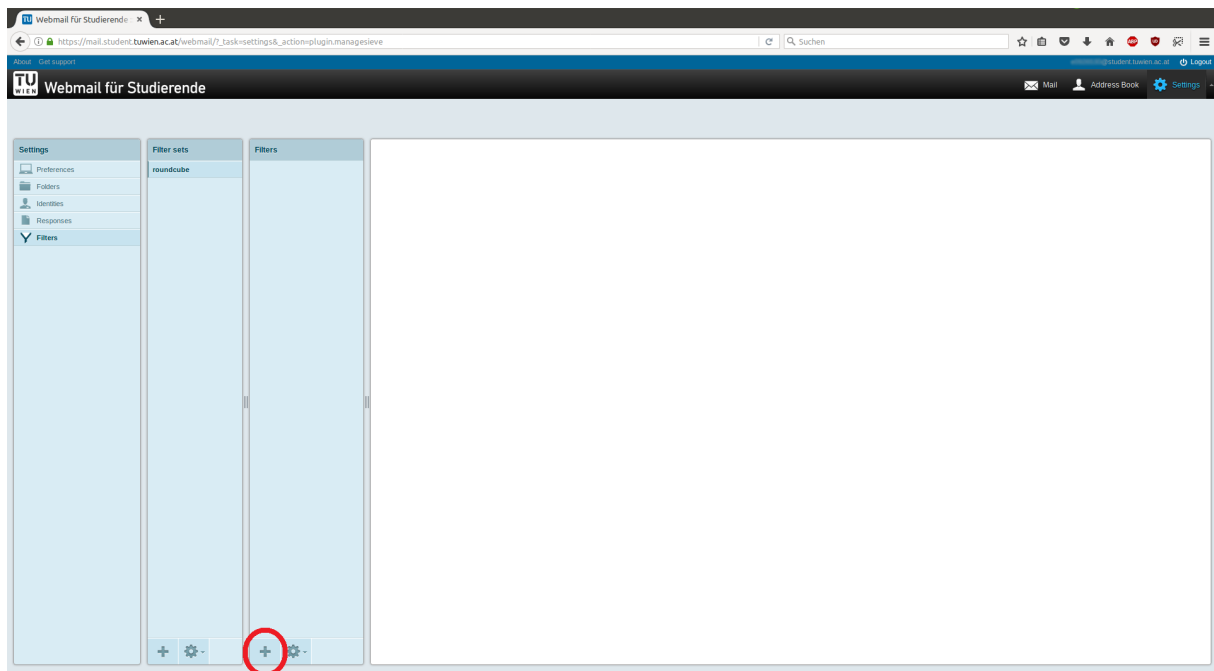 Webmail für Studierende
https://mail.student.tuwien.ac.at/webmail/?_task=settings&_action=plugin.managesieve
Suchen
ABP
About Get support
@student.tuwien.ac.at Logout
TU WIEN Webmail für Studierende
Mail Address Book Settings
Settings
Preferences
Folders
Identities
Responses
Filters
Filter sets
roundcube
Filters